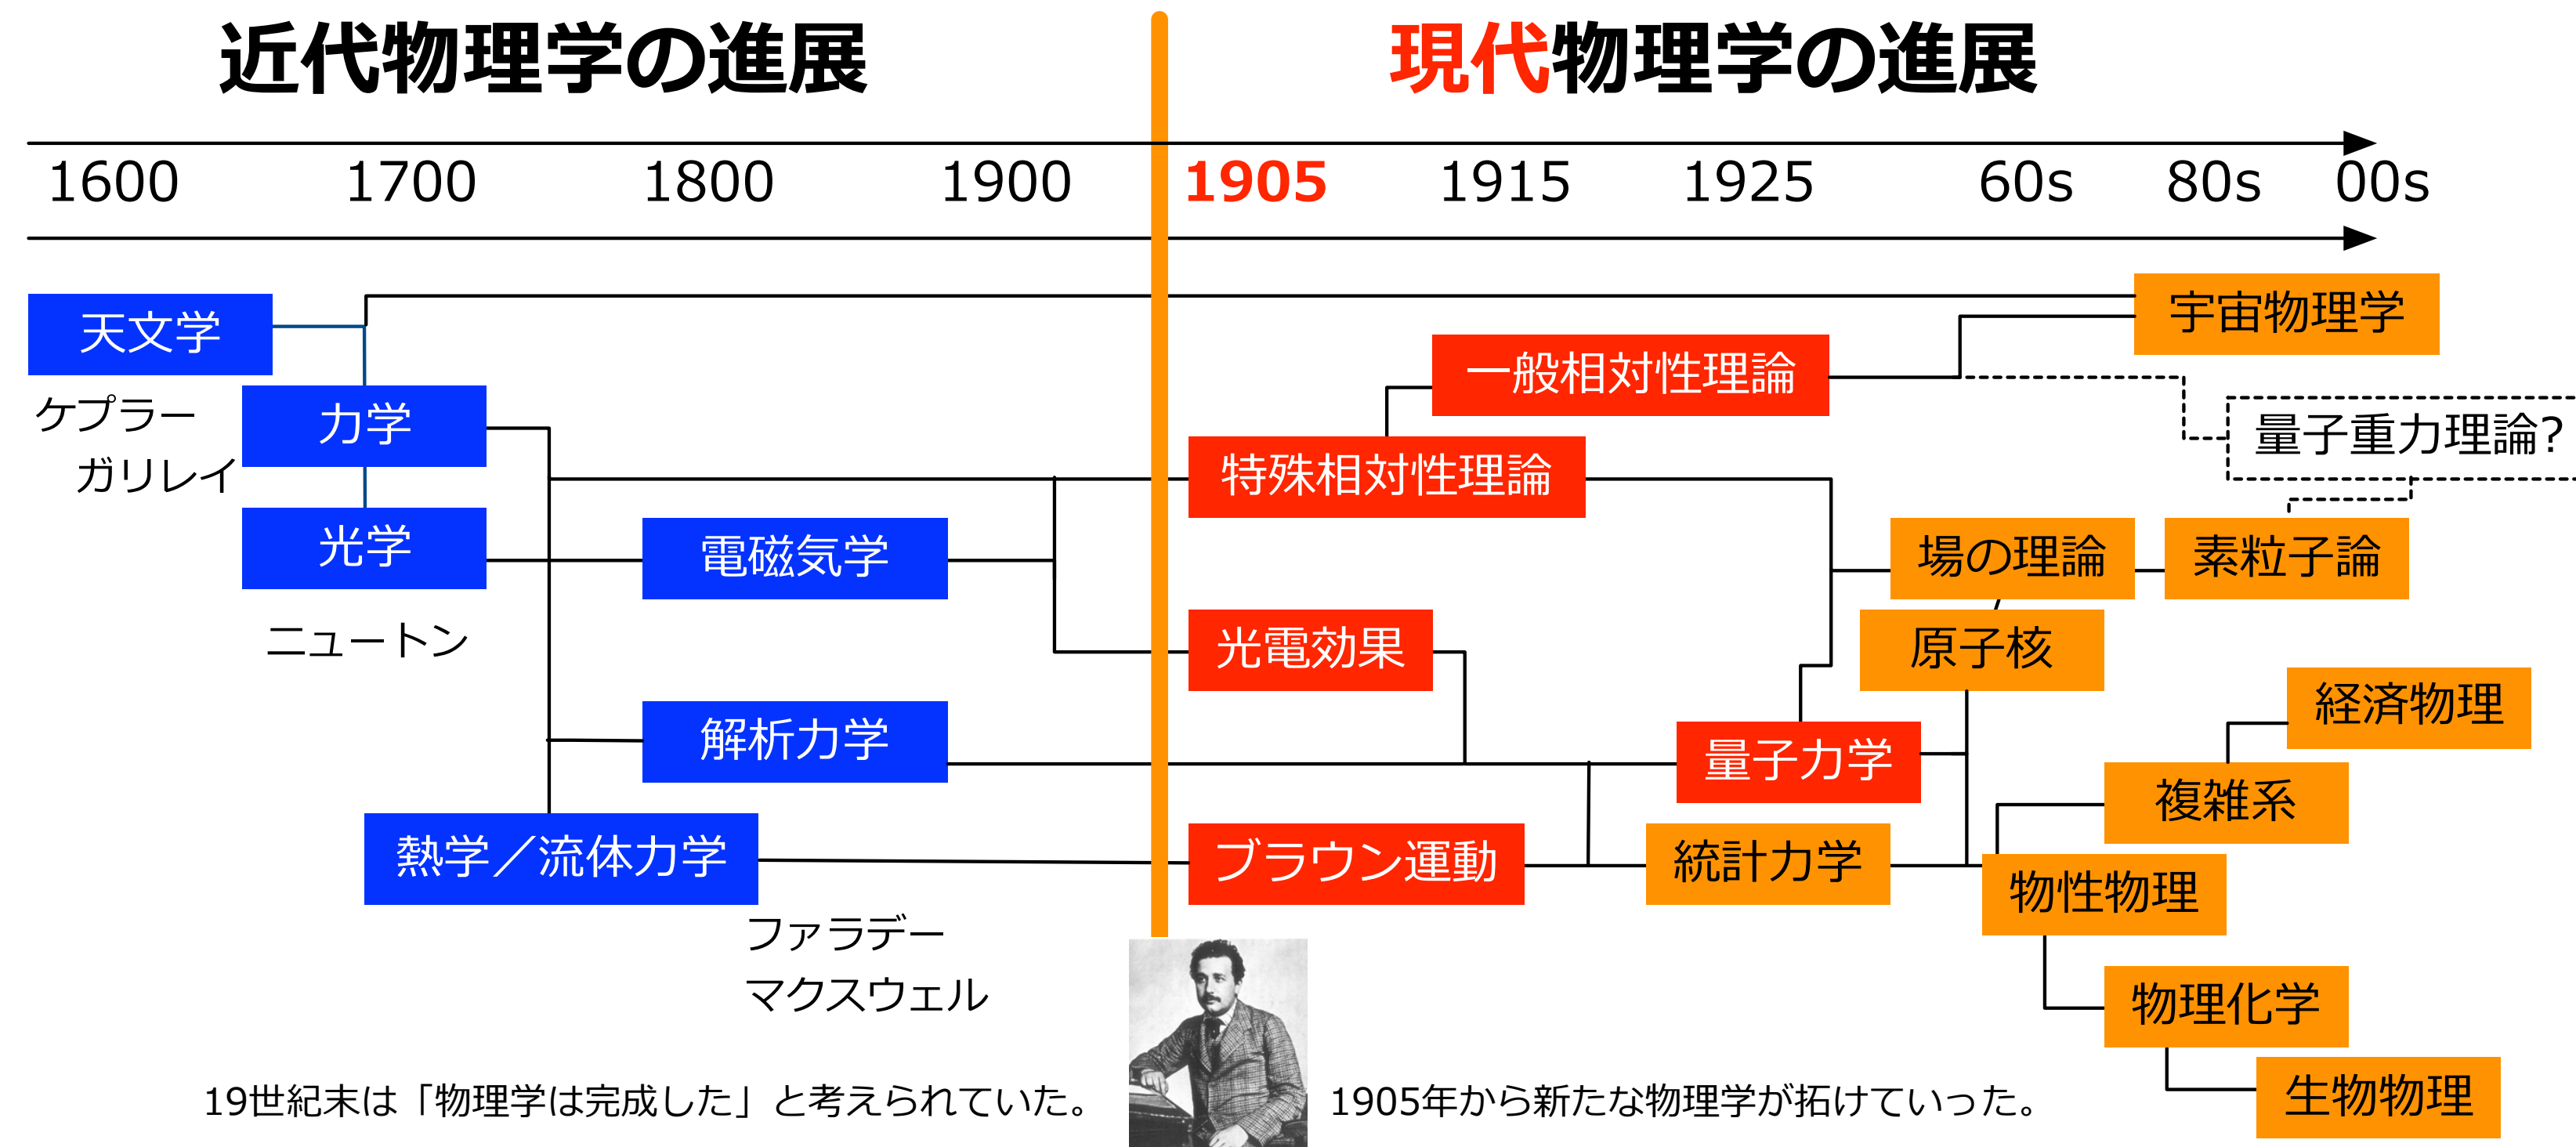 近代物理学の進展
現代物理学の進展
1600 1700 1800 1900 1905 1915 1925 60s 80s 00s
天文学
宇宙物理学
一般相対性理論
ケプラー
力学
量子重力理論?
ガリレイ
特殊相対性理論
光学
電磁気学
場の理論
素粒子論
ニュートン
光電効果
原子核
経済物理
解析力学
量子力学
複雑系
熱学／流体力学
ブラウン運動
統計力学
物性物理
ファラデー
マクスウェル
物理化学
生物物理
19世紀末は「物理学は完成した」と考えられていた。
1905年から新たな物理学が拓けていった。